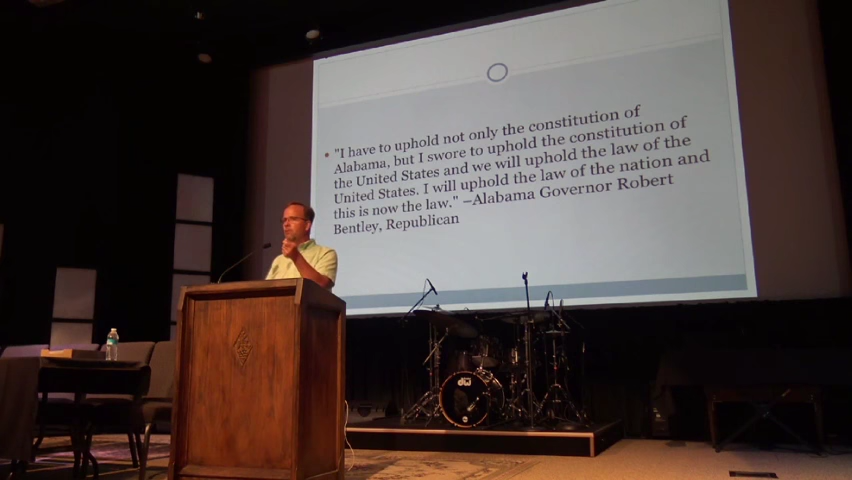 "I have to uphold not only the constitution of
Alabama, but I swore to uphold the constitution of
the United States and we will uphold the law of the
United States. I will uphold the law of the nation and
this is now the law." –Alabama Governor Robert
Bentley, Republican
dw